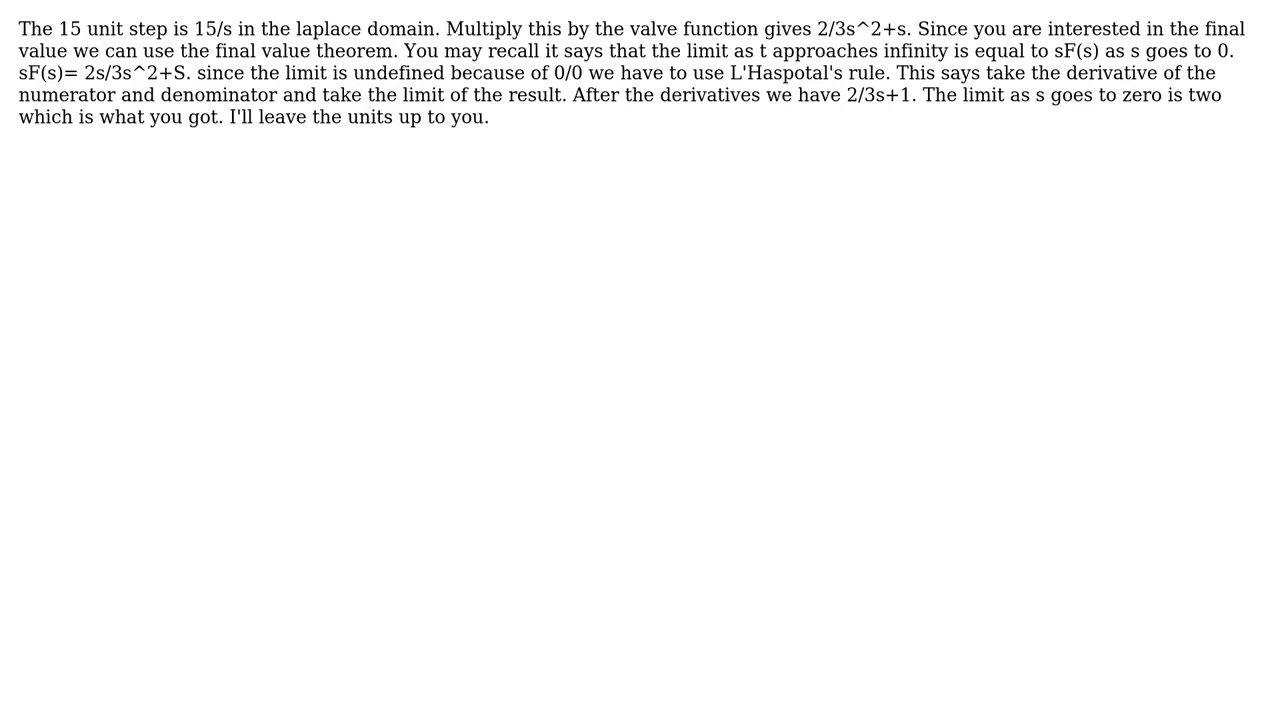 The 15 unit step is 15/s in the laplace domain. Multiply this by the valve function gives 2/3s^2+s. Since you are interested in the final
value we can use the final value theorem. You may recall it says that the limit as t approaches infinity is equal to sF(s) as s goes to 0.
sF(s)= 2s/3s^2+S. since the limit is undefined because of 0/0 we have to use L'Haspotal's rule. This says take the derivative of the
numerator and denominator and take the limit of the result. After the derivatives we have 2/3s+1. The limit as s goes to zero is two
which is what you got. I'll leave the units up to you.